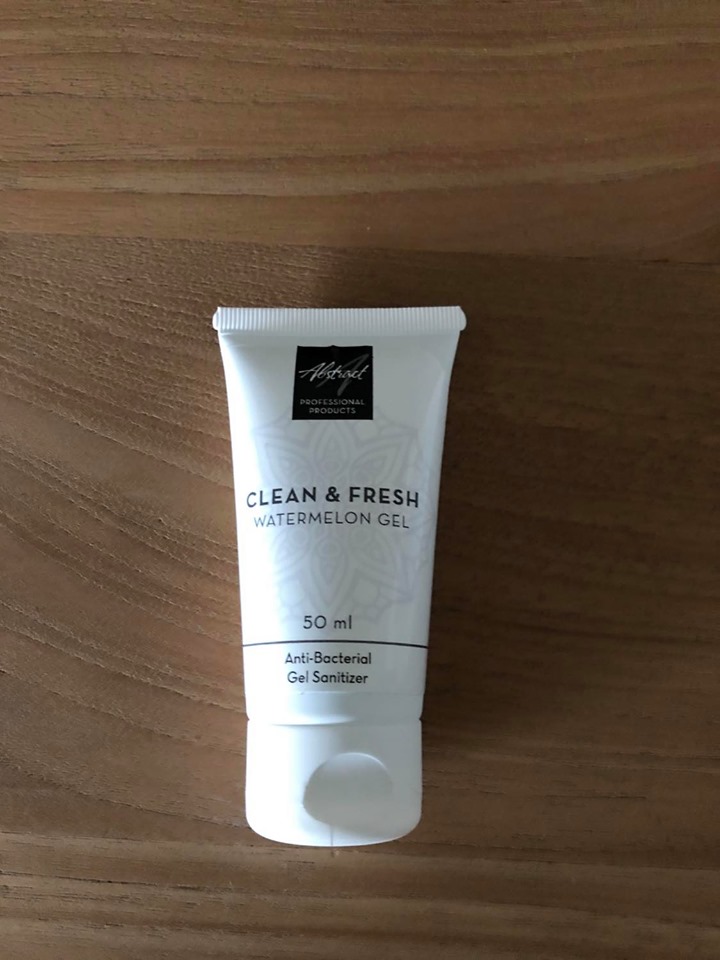 Abstract
PROFESSIONAL
PRODUCTS
CLEAN & FRESH
WATERMELON GEL
50 ml
Anti-Bacterial
Gel Sanitizer